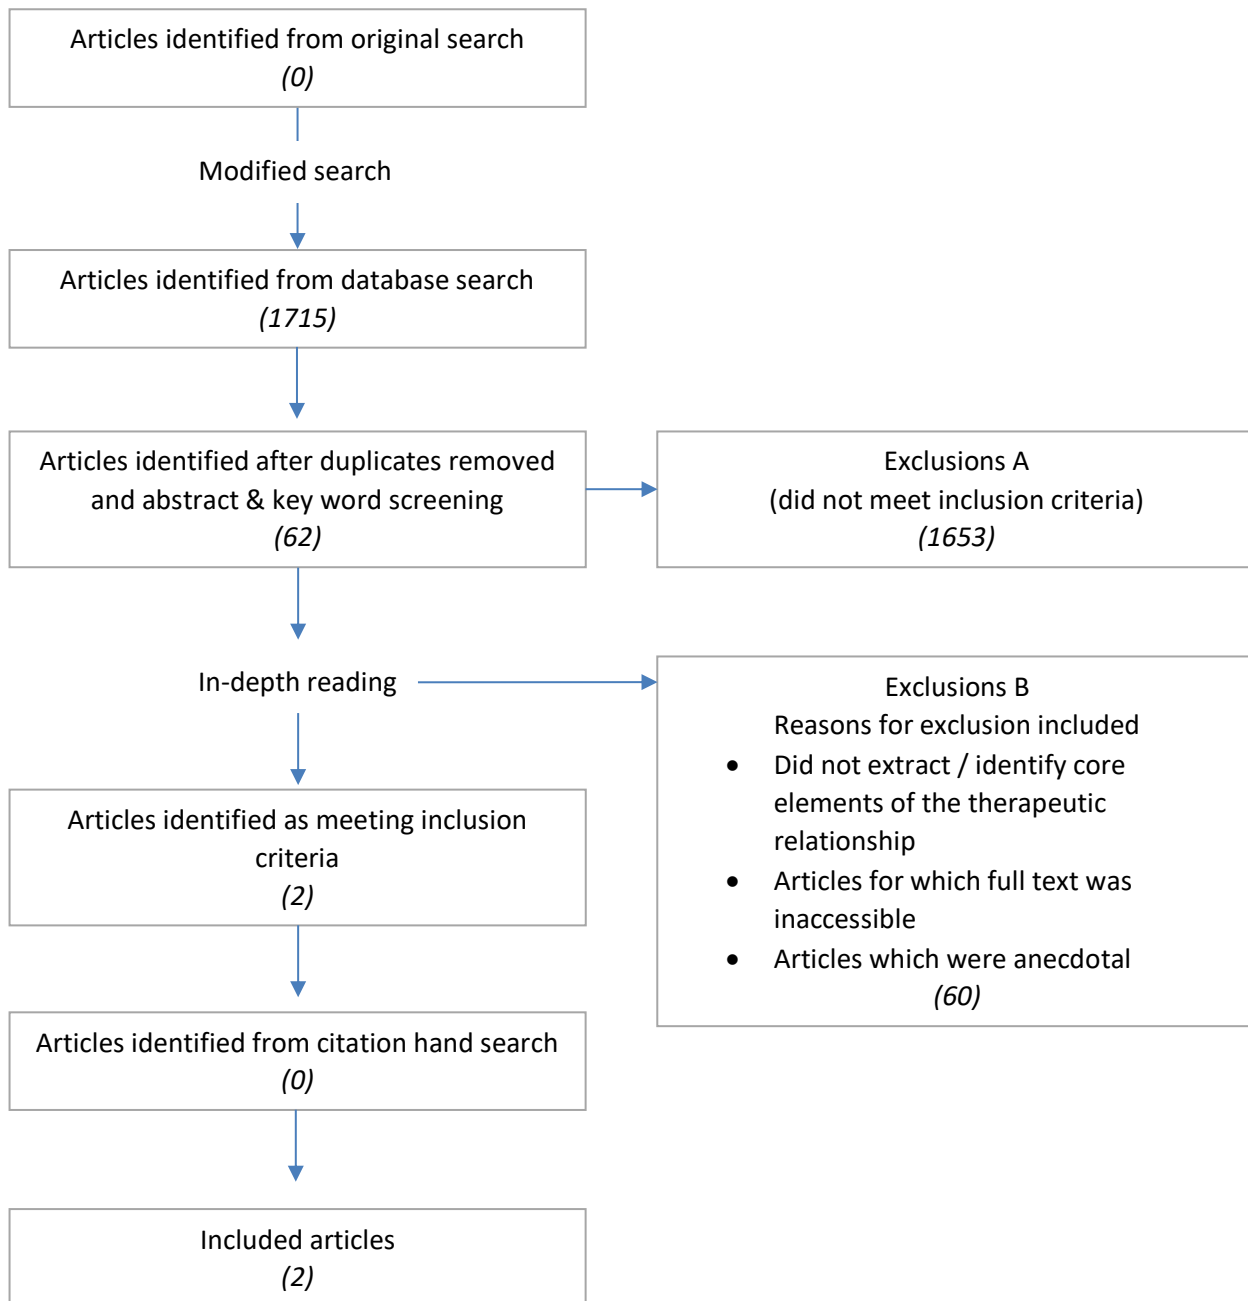 Articles identified from original search
(0)
Modified search
Articles identified from database search
(1715)
Articles identified after duplicates removed
and abstract & key word screening
(62)
Exclusions A
(did not meet inclusion criteria)
(1653)
In-depth reading
Exclusions B
Reasons for exclusion included
• Did not extract / identify core
elements of the therapeutic
relationship
• Articles for which full text was
inaccessible
• Articles which were anecdotal
(60)
Articles identified as meeting inclusion
criteria
(2)
Articles identified from citation hand search
(0)
Included articles
(2)